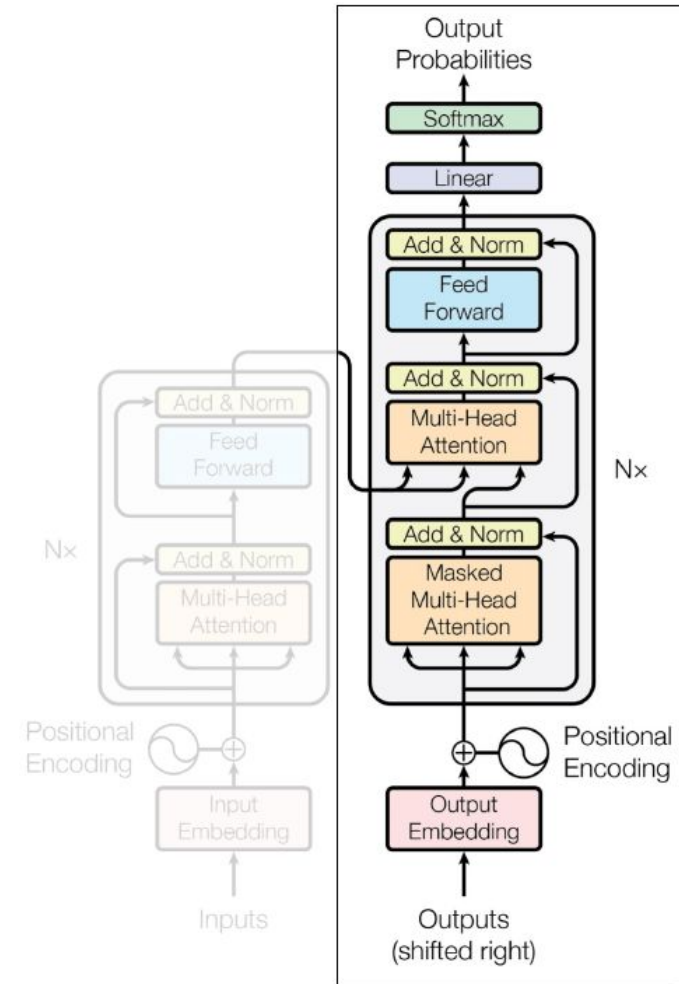 Output
Probabilities
Softmax
Linear
Add & Norm
Feed
Forward
Add & Norm
Multi-Head
Attention
Nx
Add & Norm
Masked
Multi-Head
Attention
Positional
Encoding
Output
Embedding
Outputs
(shifted right)
Add & Norm
Feed
Forward
Nx
Add & Norm
Multi-Head
Attention
Positional
Encoding
Input
Embedding
Inputs